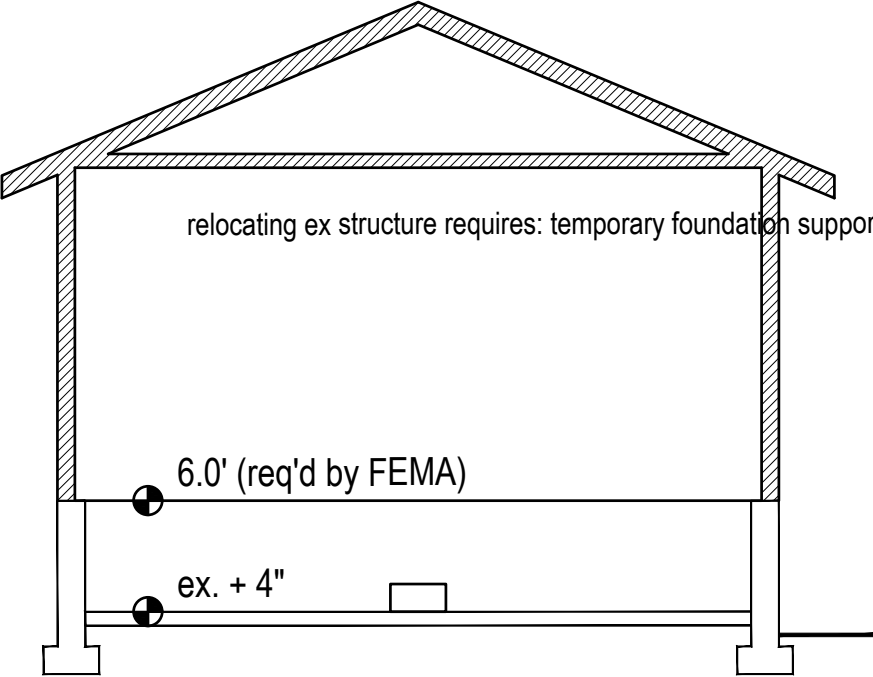 relocating ex structure requires: temporary foundation suppor
6.0' (req'd by FEMA)
ex. + 4"